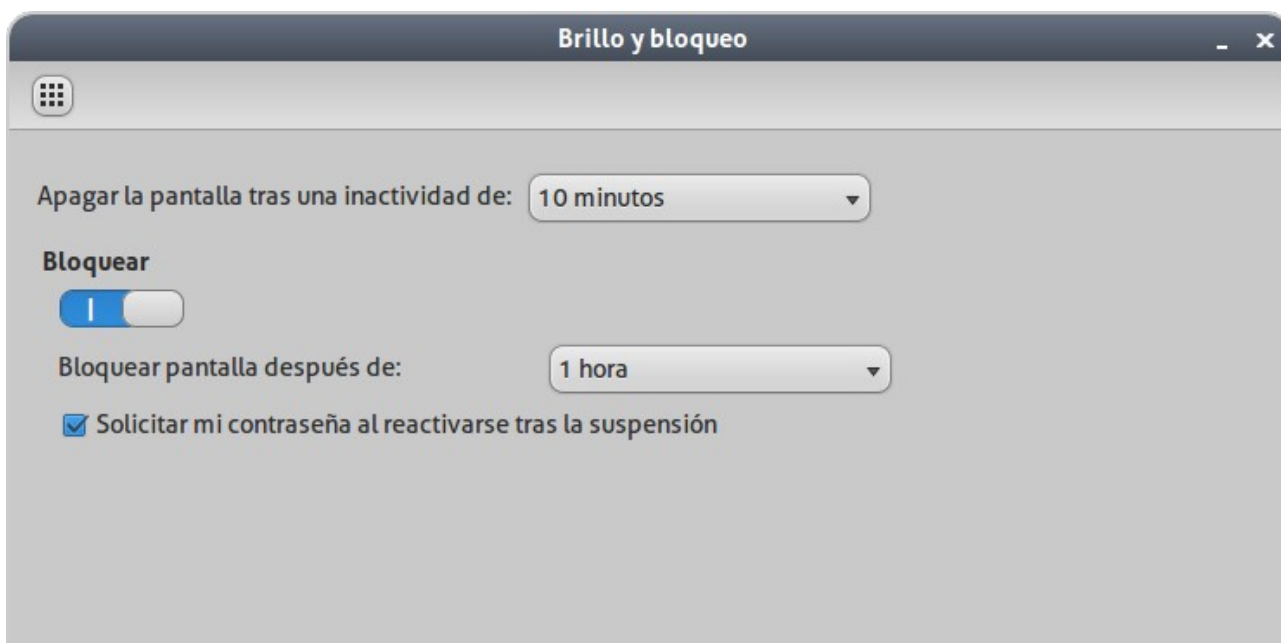 Brillo y bloqueo
Apagar la pantalla tras una inactividad de: 10 minutos
Bloquear
Bloquear pantalla después de: 1 hora
Solicitar mi contraseña al reactivarse tras la suspensión